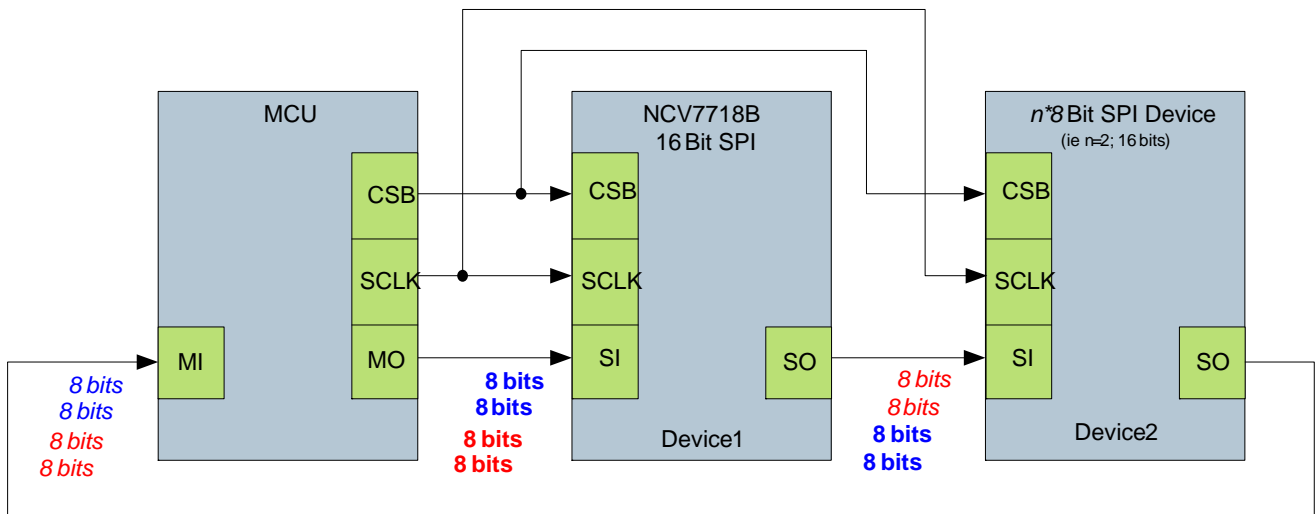 MCU
CSB
SCLK
MI
MO
8 bits
8 bits
8 bits
8 bits
8 bits
8 bits
8 bits
8 bits
NCV7718B
16 Bit SPI
CSB
SCLK
SI
SO
Device1
8 bits
8 bits
8 bits
8 bits
n*8 Bit SPI Device
(ie n=2; 16 bits)
CSB
SCLK
SI
SO
Device2